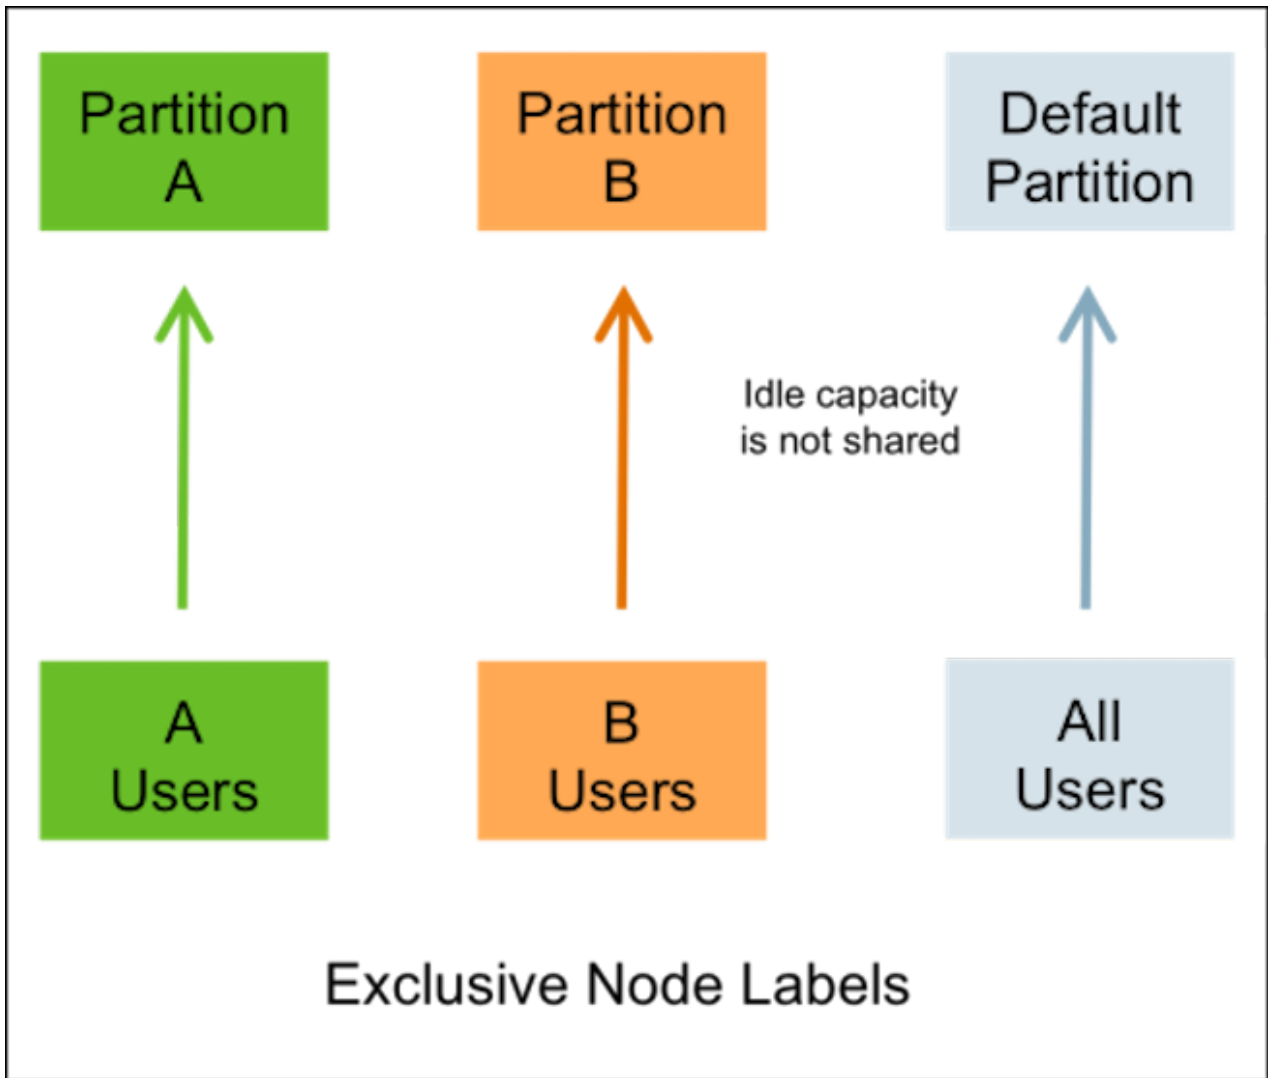 Partition
A
Partition
B
Default
Partition
Idle capacity
is not shared
A
Users
B
Users
All
Users
Exclusive Node Labels